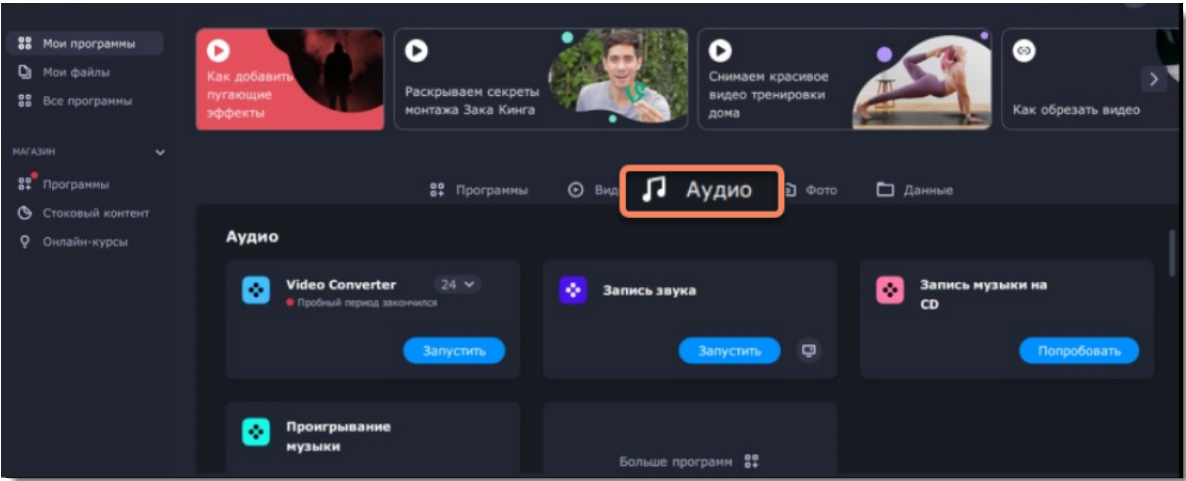 Мои программы
Мои файлы
Все программы
МАГАЗИН
Программы
Стоковый контент
Онлайн-курсы
Как добавить
пугающие
эффекты
Раскрываем секреты
монтажа Зака Кинга
Снимаем красивое
видео тренировки
дома
Как обрезать видео
Программы
Вид
Аудио
Фото
Данные
Аудио
Video Converter
24
Пробный период закончился
Запустить
Запись звука
Запустить
Запись музыки на
CD
Попробовать
Проигрывание
музыки
Больше программ